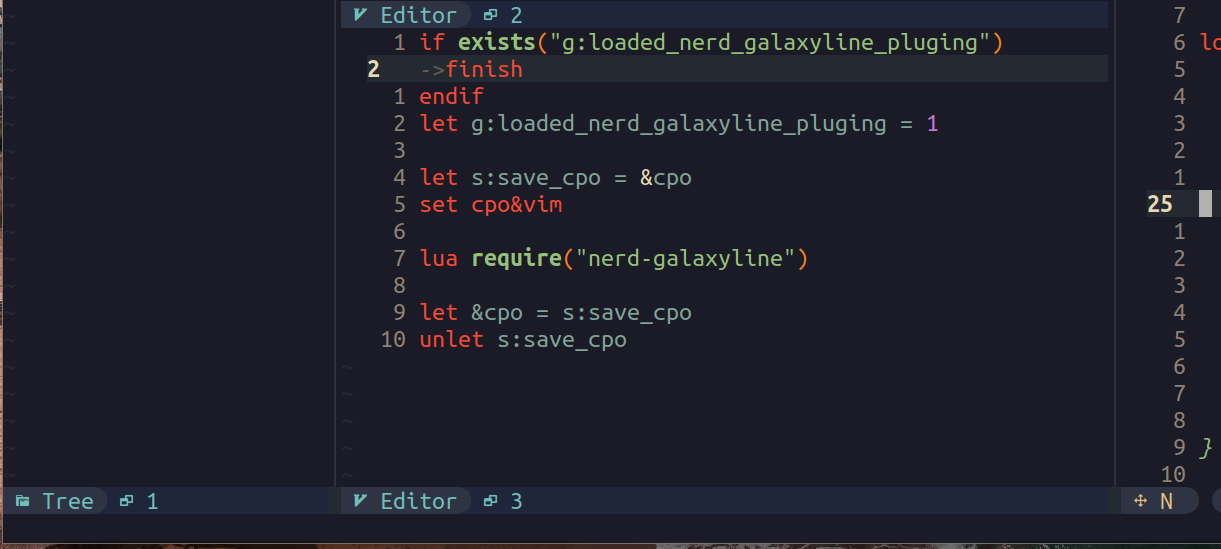 Editor 2
1 if exists("g:loaded_nerd_galaxyline_pluging")
2 ->finish
1 endif
2 let g:loaded_nerd_galaxyline_pluging = 1
3
4 let s:save_cpo = &cpo
5 set cpo&vim
6
7 lua require("nerd-galaxyline")
8
9 let &cpo = s:save_cpo
10 unlet s:save_cpo
~
~
~
~
~
Tree 1
Editor 3
7
6 lo
5
4
3
2
1
25
1
2
3
4
5
6
7
8
9 }
10
N